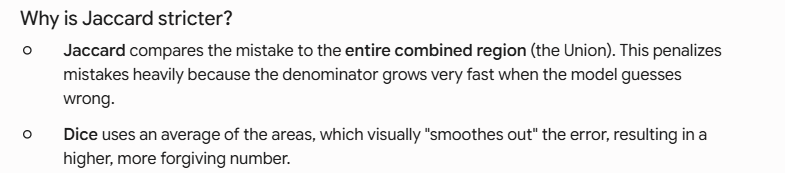 Why is Jaccard stricter?
○ Jaccard compares the mistake to the entire combined region (the Union). This penalizes
mistakes heavily because the denominator grows very fast when the model guesses
wrong.
○ Dice uses an average of the areas, which visually "smoothes out" the error, resulting in a
higher, more forgiving number.